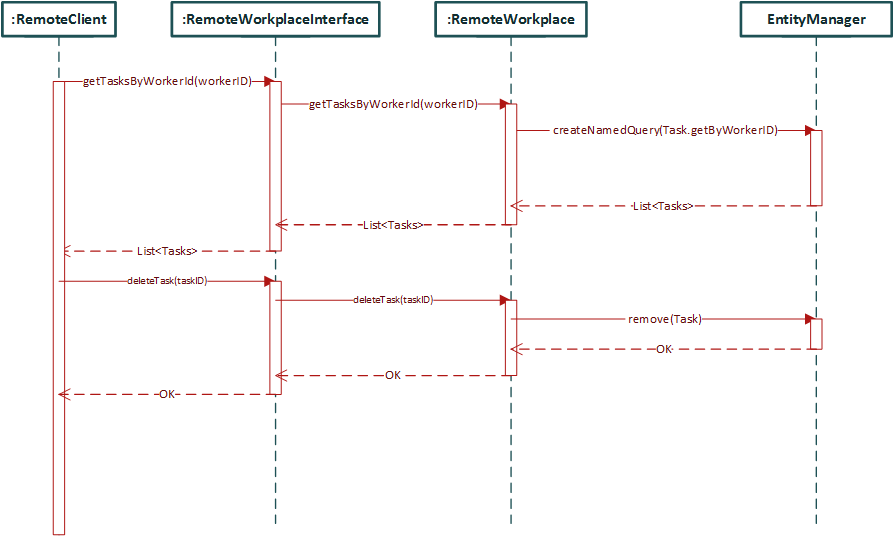 :RemoteClient
:RemoteWorkplaceInterface
:RemoteWorkplace
EntityManager
getTasksByWorkerId(workerID)
getTasksByWorkerId(workerID)
createNamedQuery(Task.getByWorkerID)
List<Tasks>
List<Tasks>
List<Tasks>
deleteTask(taskID)
deleteTask(taskID)
remove(Task)
OK
OK
OK